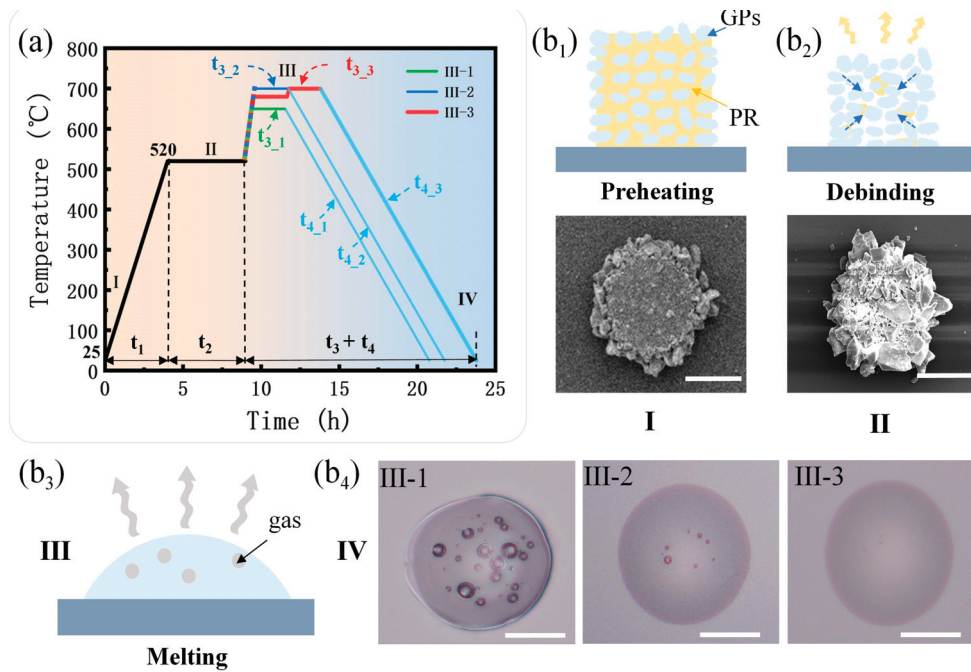 (a)
Temperature (℃)
800
700
600
500
400
300
200
100
25
0
0
5
10
15
20
25
Time (h)
520
I
II
III
IV
t3_2
t3_3
t3_1
t4_3
t4_1
t4_2
III-1
III-2
III-3
t1
t2
t3 + t4
(b1)
GPs
PR
Preheating
I
(b2)
Debinding
II
(b3)
III
gas
Melting
(b4)
IV
III-1
III-2
III-3